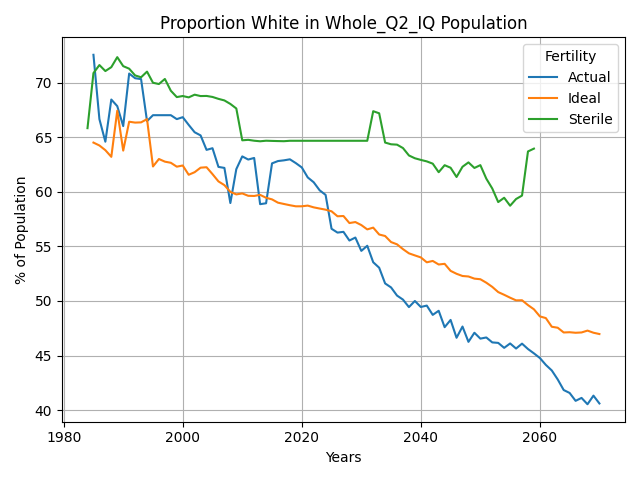 Proportion White in Whole_Q2_IQ Population
Fertility
Actual
Ideal
Sterile
% of Population
70
65
60
55
50
45
40
1980
2000
2020
2040
2060
Years